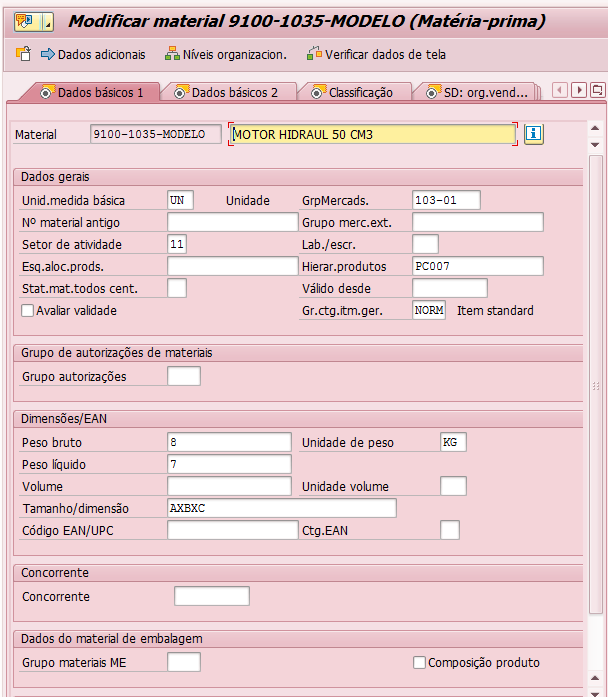 Modificar material 9100-1035-MODELO (Matéria-prima)
Dados adicionais Níveis organizacion. Verificar dados de tela
Dados básicos 1 Dados básicos 2 Classificação SD: org.vend...
Material 9100-1035-MODELO MOTOR HIDRAUL 50 CM3
Dados gerais
Unid.medida básica UN Unidade GrpMercads. 103-01
Nº material antigo Grupo merc.ext.
Setor de atividade 11 Lab./escr.
Esq.aloc.prods. Hierar.produtos PC007
Stat.mat.todos cent. Válido desde
Avaliar validade Gr.ctg.itm.ger. NORM Item standard
Grupo de autorizações de materiais
Grupo autorizações
Dimensões/EAN
Peso bruto 8 Unidade de peso KG
Peso líquido 7
Volume Unidade volume
Tamanho/dimensão AXBXC
Código EAN/UPC Ctg.EAN
Concorrente
Concorrente
Dados do material de embalagem
Grupo materiais ME Composição produto